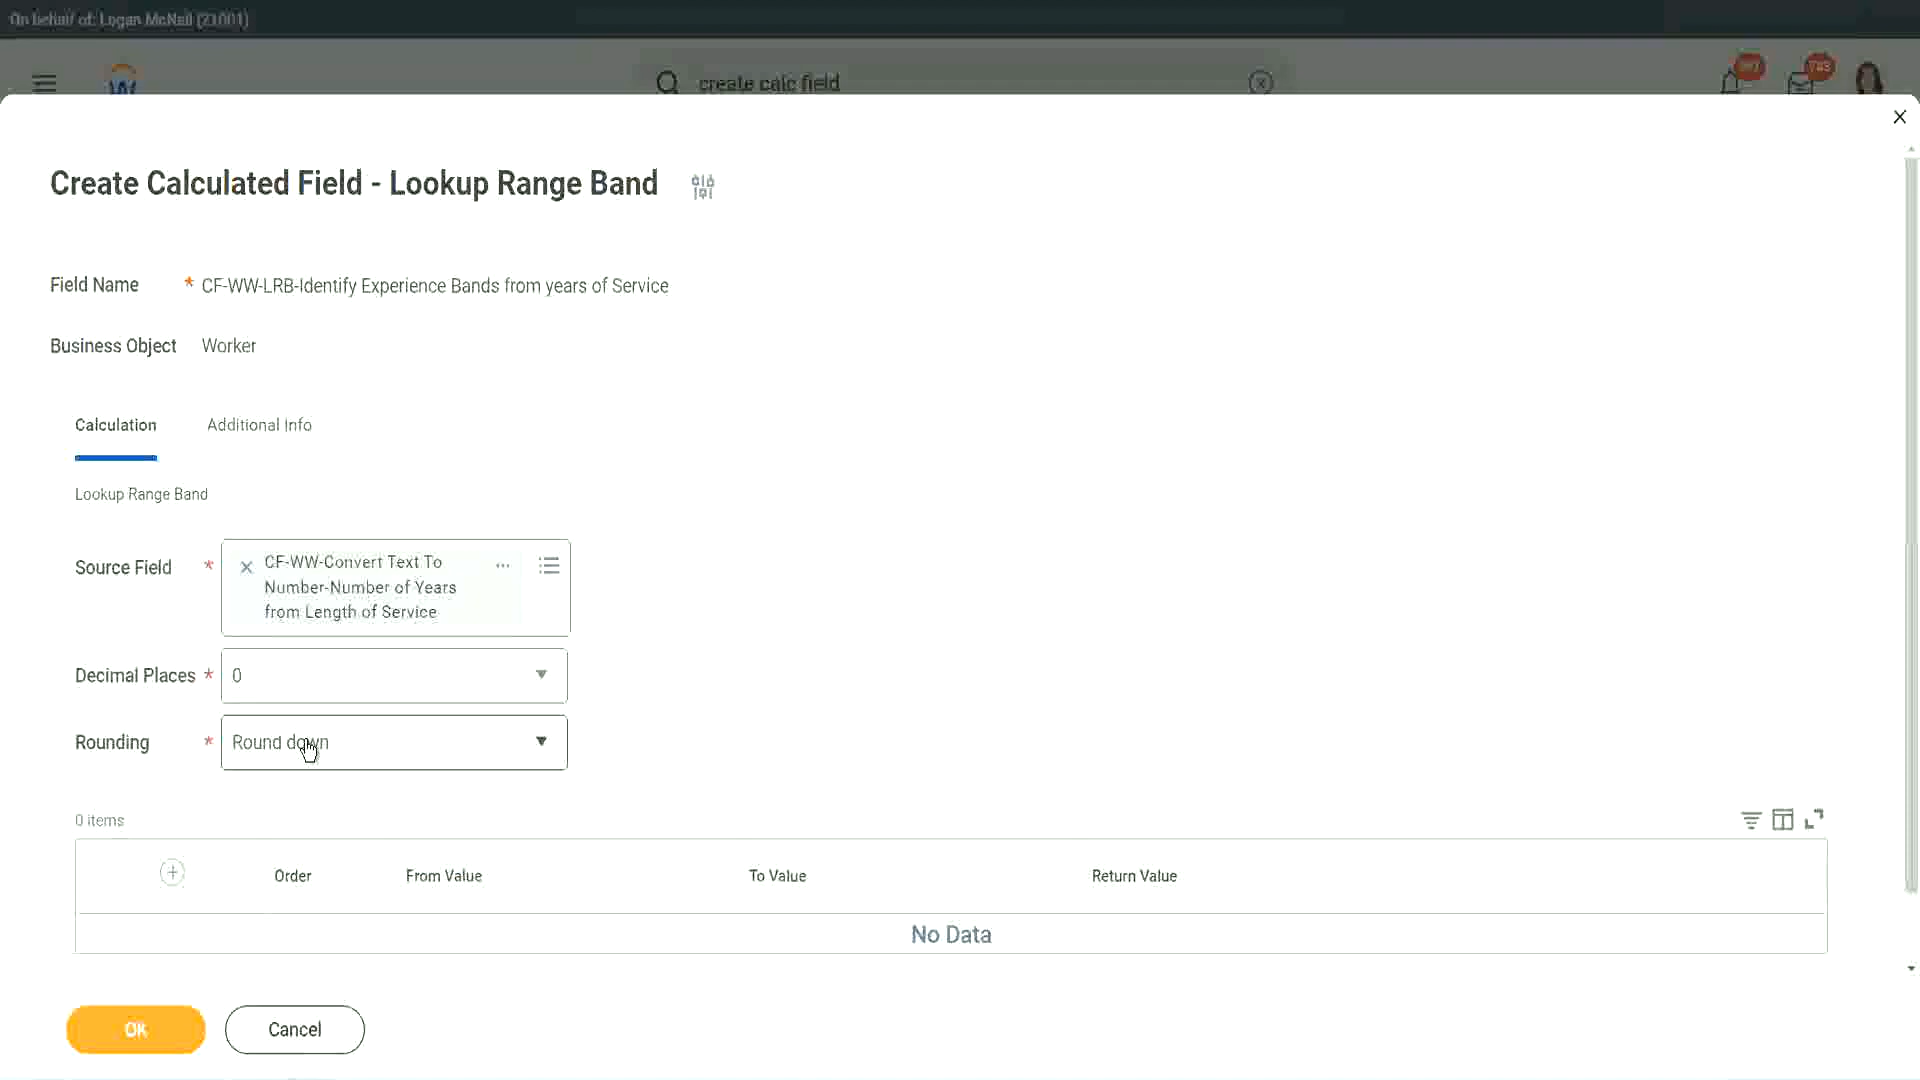 On behalf of: Logan McNeil (21001)
create calc field
Create Calculated Field - Lookup Range Band
Field Name * CF-WW-LRB-Identify Experience Bands from years of Service
Business Object Worker
Calculation Additional Info
Lookup Range Band
Source Field * CF-WW-Convert Text To
Number-Number of Years
from Length of Service
Decimal Places * 0
Rounding * Round down
0 items
Order From Value To Value Return Value
No Data
OK Cancel